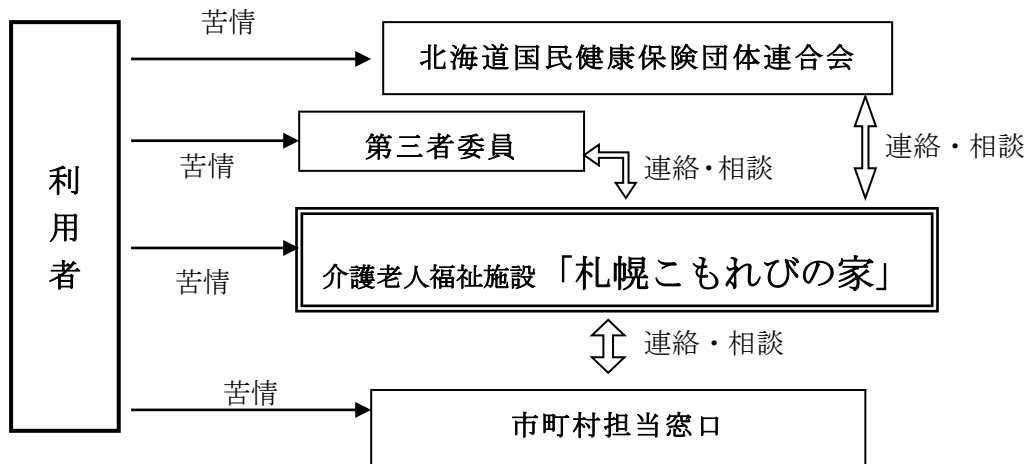 苦情
北海道国民健康保険団体連合会
第三者委員
苦情
連絡・相談
連絡・相談
利用者
介護老人福祉施設「札幌こもれびの家」
苦情
連絡・相談
苦情
市町村担当窓口